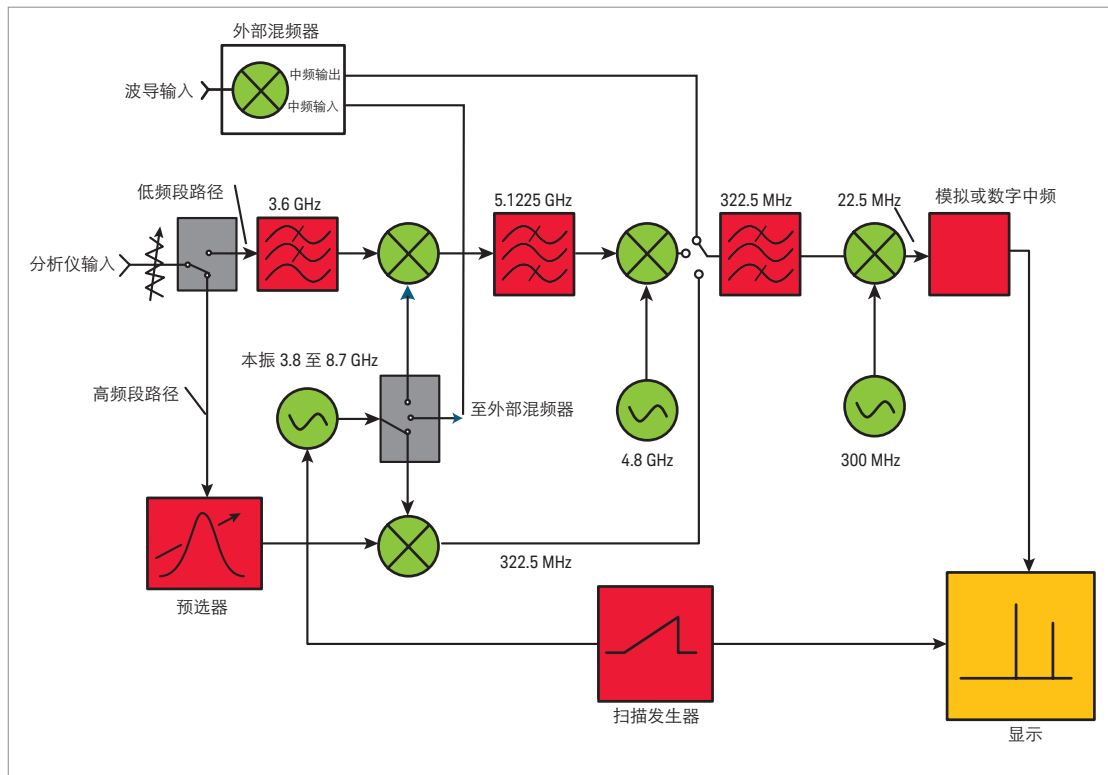 外部混频器
波导输入
中频输出
中频输入
低频段路径
3.6 GHz
5.1225 GHz
322.5 MHz
22.5 MHz
模拟或数字中频
分析仪输入
本振 3.8 至 8.7 GHz
高频段路径
至外部混频器
4.8 GHz
300 MHz
322.5 MHz
预选器
扫描发生器
显示